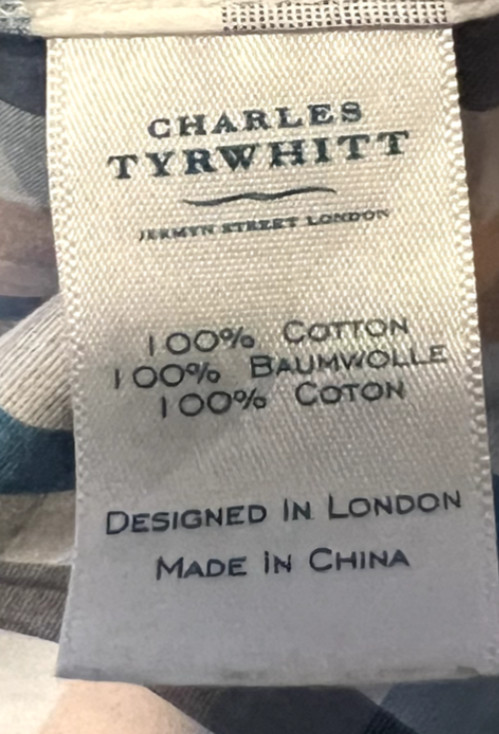 CHARLES
TYRWHITT
JERMYN STREET LONDON
100% COTTON
100% BAUMWOLLE
100% COTON
DESIGNED IN LONDON
MADE IN CHINA